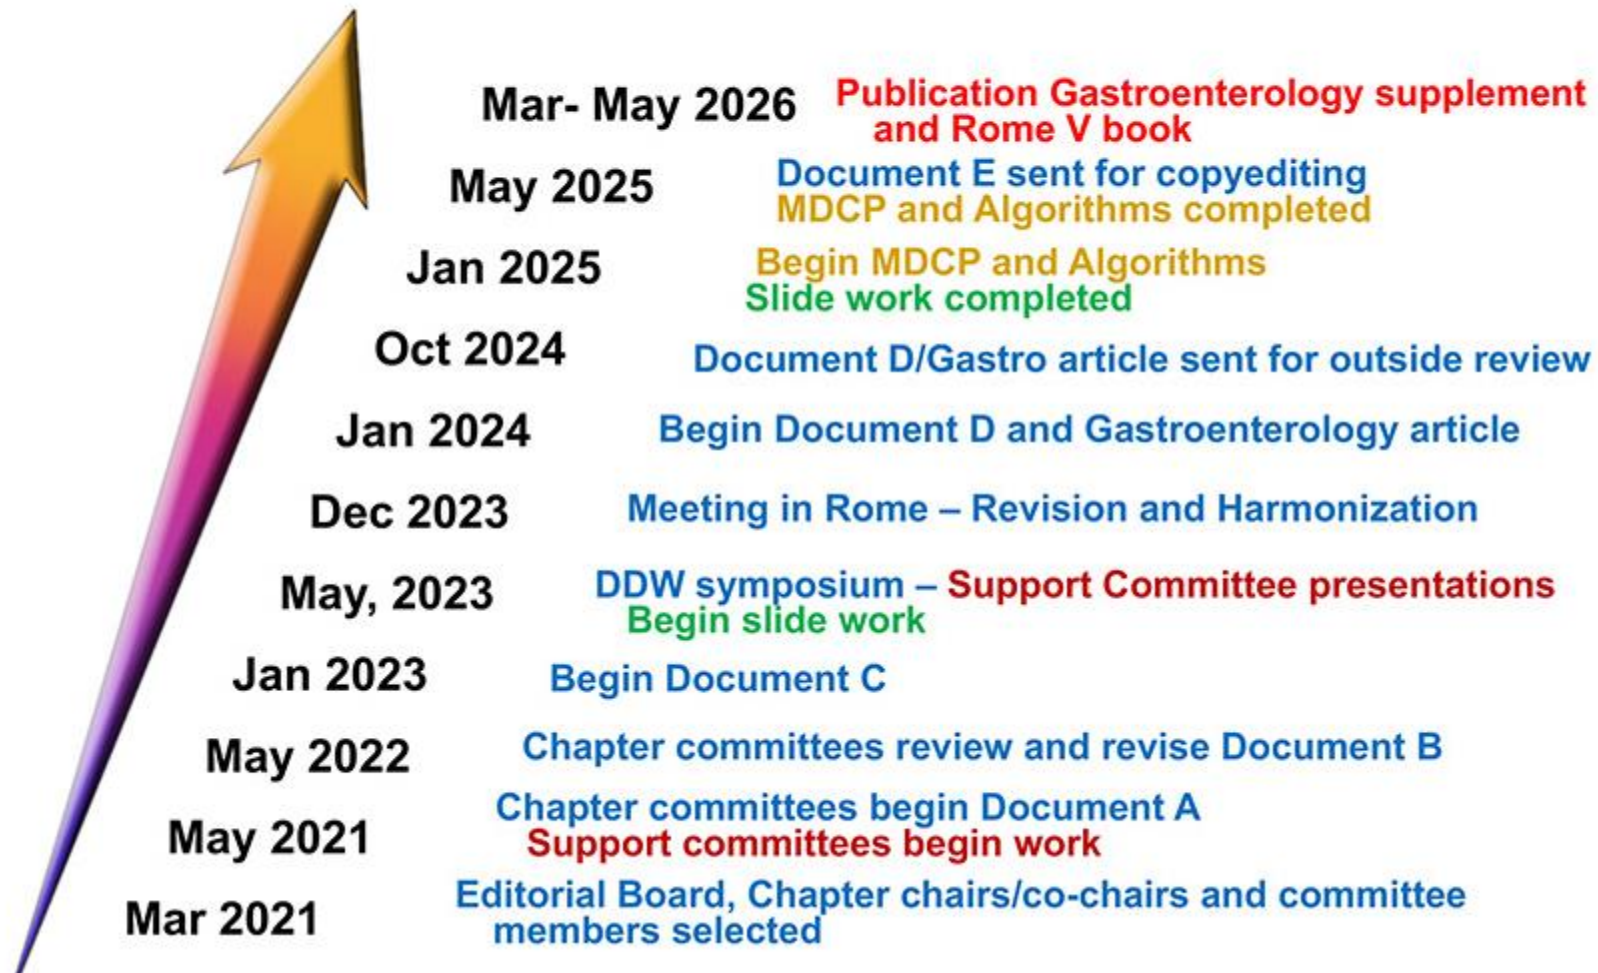 Mar- May 2026 Publication Gastroenterology supplement
and Rome V book
May 2025 Document E sent for copyediting
MDCP and Algorithms completed
Jan 2025 Begin MDCP and Algorithms
Slide work completed
Oct 2024 Document D/Gastro article sent for outside review
Jan 2024 Begin Document D and Gastroenterology article
Dec 2023 Meeting in Rome – Revision and Harmonization
May, 2023 DDW symposium – Support Committee presentations
Begin slide work
Jan 2023 Begin Document C
May 2022 Chapter committees review and revise Document B
May 2021 Chapter committees begin Document A
Support committees begin work
Mar 2021 Editorial Board, Chapter chairs/co-chairs and committee
members selected